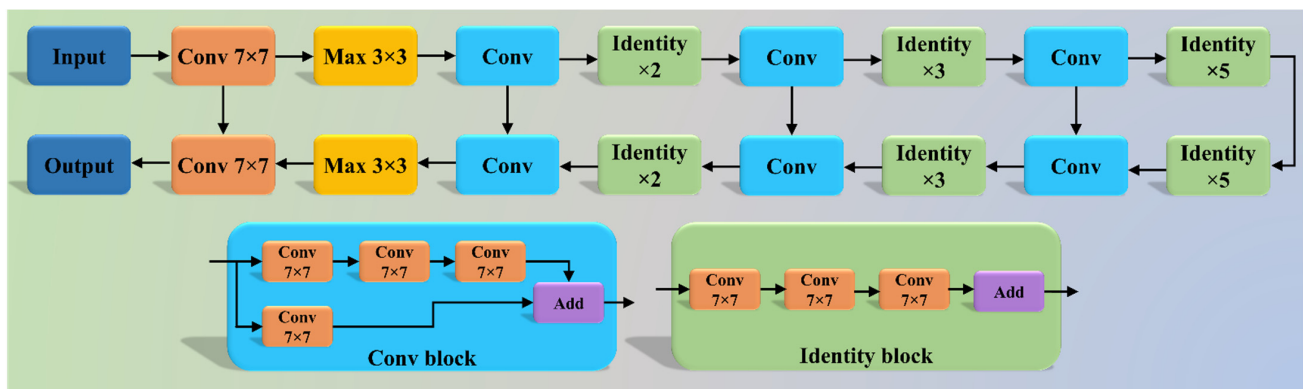 Input
Conv 7×7
Max 3×3
Conv
Identity
×2
Conv
Identity
×3
Conv
Identity
×5
Output
Conv 7×7
Max 3×3
Conv
Identity
×2
Conv
Identity
×3
Conv
Identity
×5
Conv
7×7
Conv
7×7
Conv
7×7
Conv
7×7
Add
Conv block
Conv
7×7
Conv
7×7
Conv
7×7
Add
Identity block